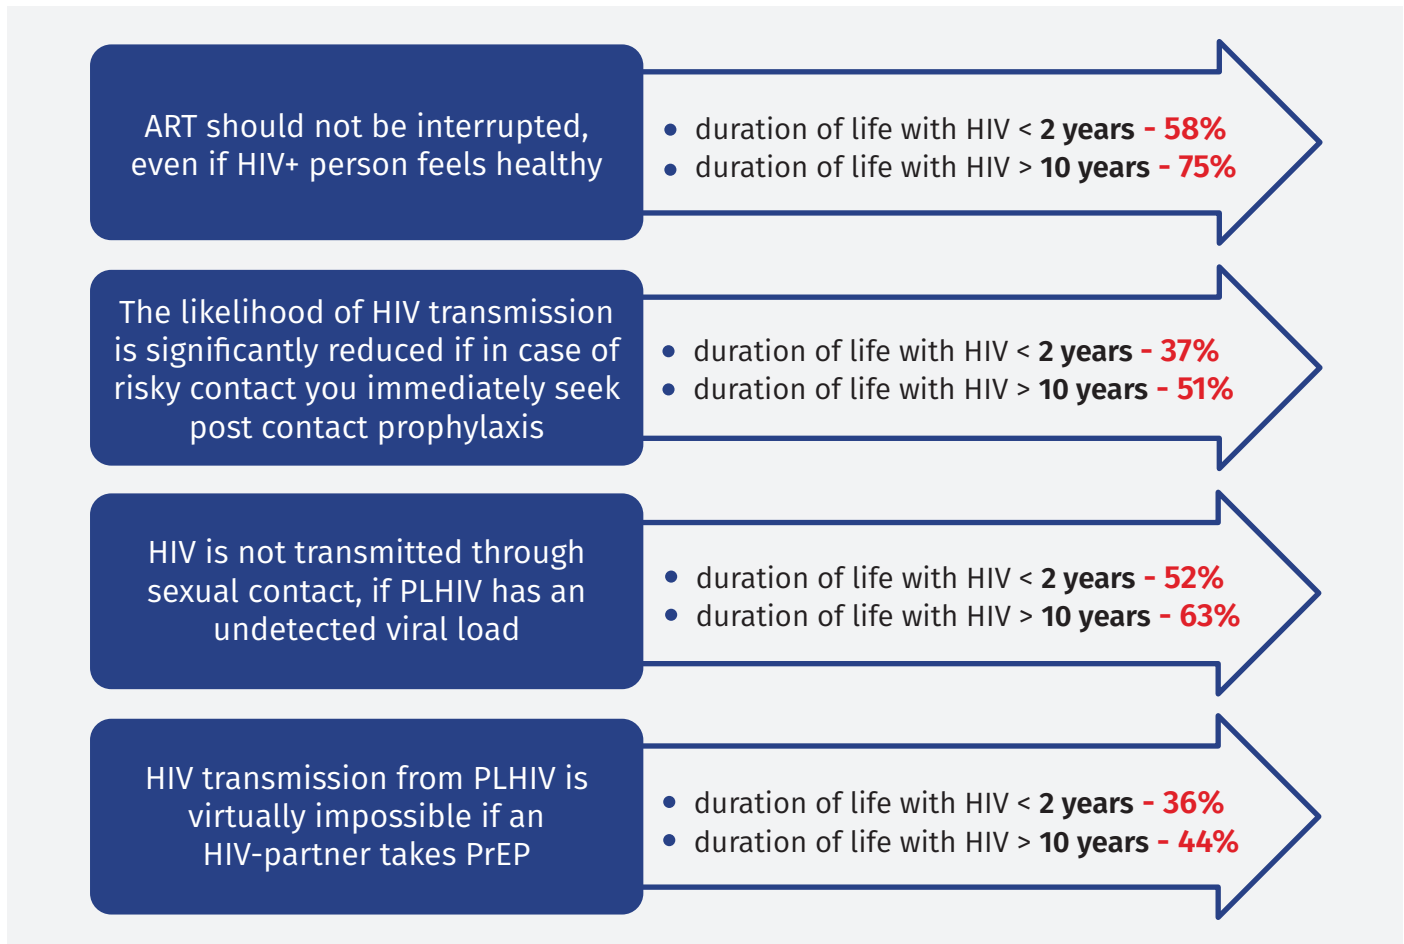 ART should not be interrupted,
even if HIV+ person feels healthy
• duration of life with HIV < 2 years - 58%
• duration of life with HIV > 10 years - 75%
The likelihood of HIV transmission
is significantly reduced if in case of
risky contact you immediately seek
post contact prophylaxis
• duration of life with HIV < 2 years - 37%
• duration of life with HIV > 10 years - 51%
HIV is not transmitted through
sexual contact, if PLHIV has an
undetected viral load
• duration of life with HIV < 2 years - 52%
• duration of life with HIV > 10 years - 63%
HIV transmission from PLHIV is
virtually impossible if an
HIV-partner takes PrEP
• duration of life with HIV < 2 years - 36%
• duration of life with HIV > 10 years - 44%